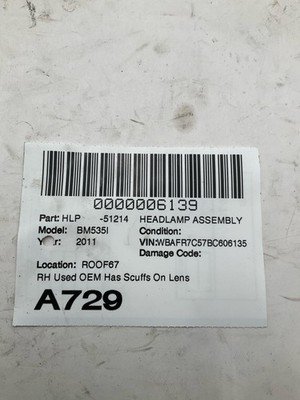 0000006139
Part: HLP -51214 HEADLAMP ASSEMBLY
Model: BM535I Condition:
Year: 2011 VIN:WBAFR7C57BC606135
Damage Code:
Location: ROOF67
RH Used OEM Has Scuffs On Lens
A729